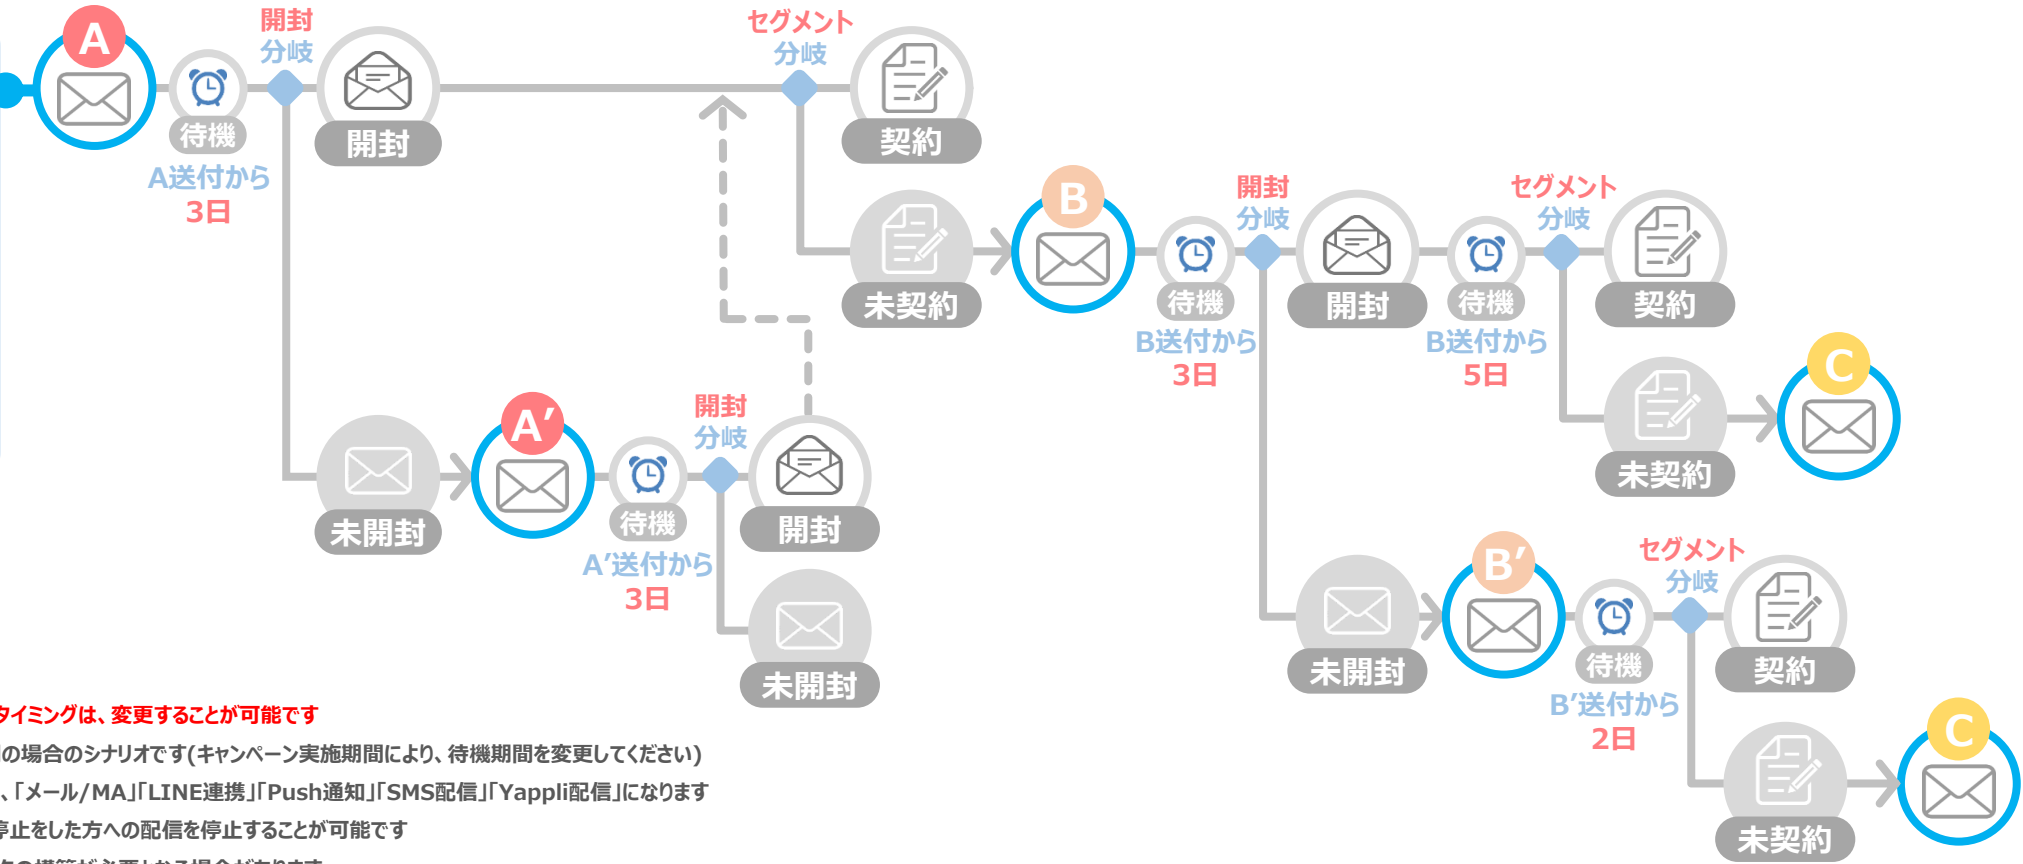 A
開封
分岐
待機
A送付から
3日
開封
セグメント
分岐
契約
未契約
B
待機
B送付から
3日
開封
分岐
開封
待機
B送付から
5日
セグメント
分岐
契約
未契約
C
未開封
A′
待機
A′送付から
3日
開封
分岐
開封
未開封
未開封
B′
待機
B′送付から
2日
セグメント
分岐
契約
未契約
C
タイミングは、変更することが可能です
の場合のシナリオです(キャンペーン実施期間により、待機期間を変更してください)
、「メール/MA」「LINE連携」「Push通知」「SMS配信」「Yappli配信」になります
停止をした方への配信を停止することが可能です